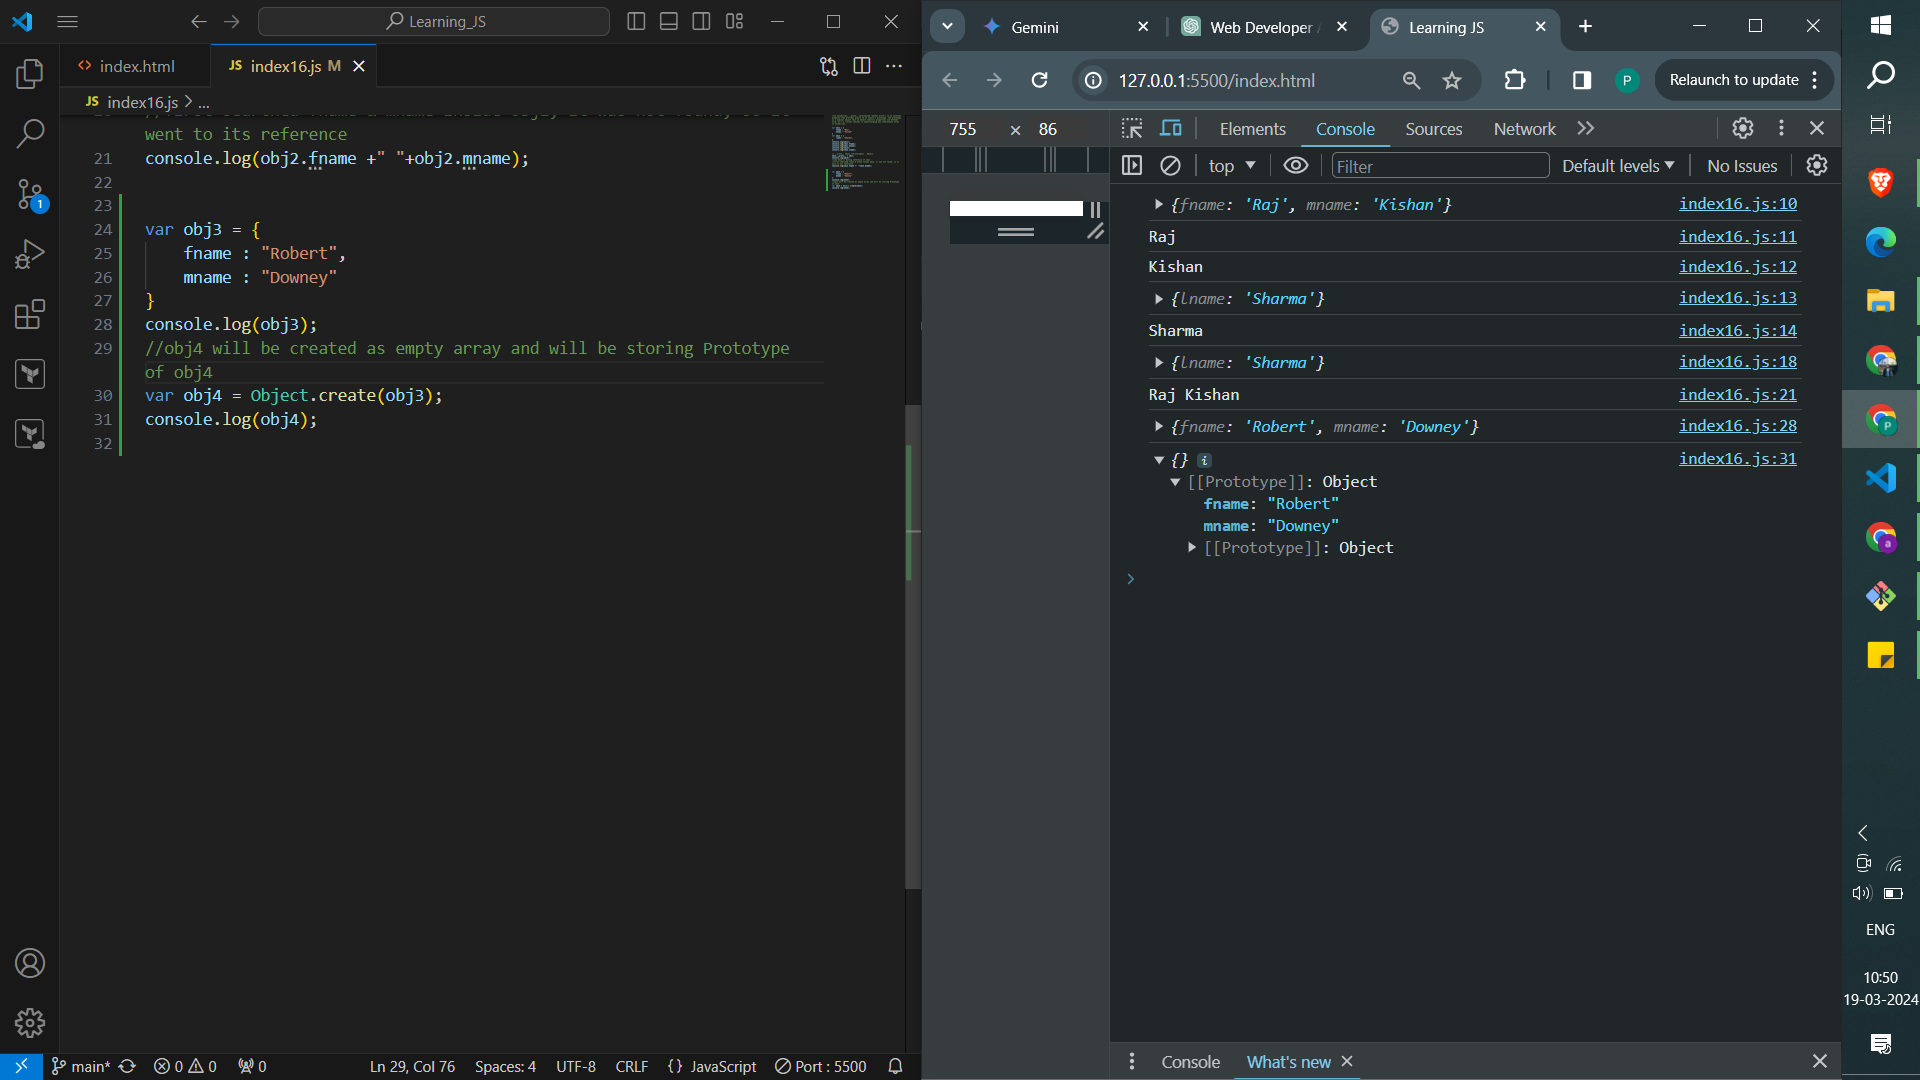 Learning_JS
index.html
JS index16.js M
JS index16.js > ...
went to its reference
21 console.log(obj2.fname +" "+obj2.mname);
22
23
24 var obj3 = {
25 fname : "Robert",
26 mname : "Downey"
27 }
28 console.log(obj3);
29 //obj4 will be created as empty array and will be storing Prototype
of obj4
30 var obj4 = Object.create(obj3);
31 console.log(obj4);
32
1
main* 0 0 0 Ln 29, Col 76 Spaces: 4 UTF-8 CRLF {} JavaScript Port : 5500
Gemini
Web Developer
Learning JS
127.0.0.1:5500/index.html
P
Relaunch to update
755 × 86
Elements Console Sources Network
top Filter Default levels No Issues
{fname: 'Raj', mname: 'Kishan'} index16.js:10
Raj index16.js:11
Kishan index16.js:12
{lname: 'Sharma'} index16.js:13
Sharma index16.js:14
{lname: 'Sharma'} index16.js:18
Raj Kishan index16.js:21
{fname: 'Robert', mname: 'Downey'} index16.js:28
{} i index16.js:31
[[Prototype]]: Object
fname: "Robert"
mname: "Downey"
[[Prototype]]: Object
Console What's new
P
a
ENG
10:50
19-03-2024